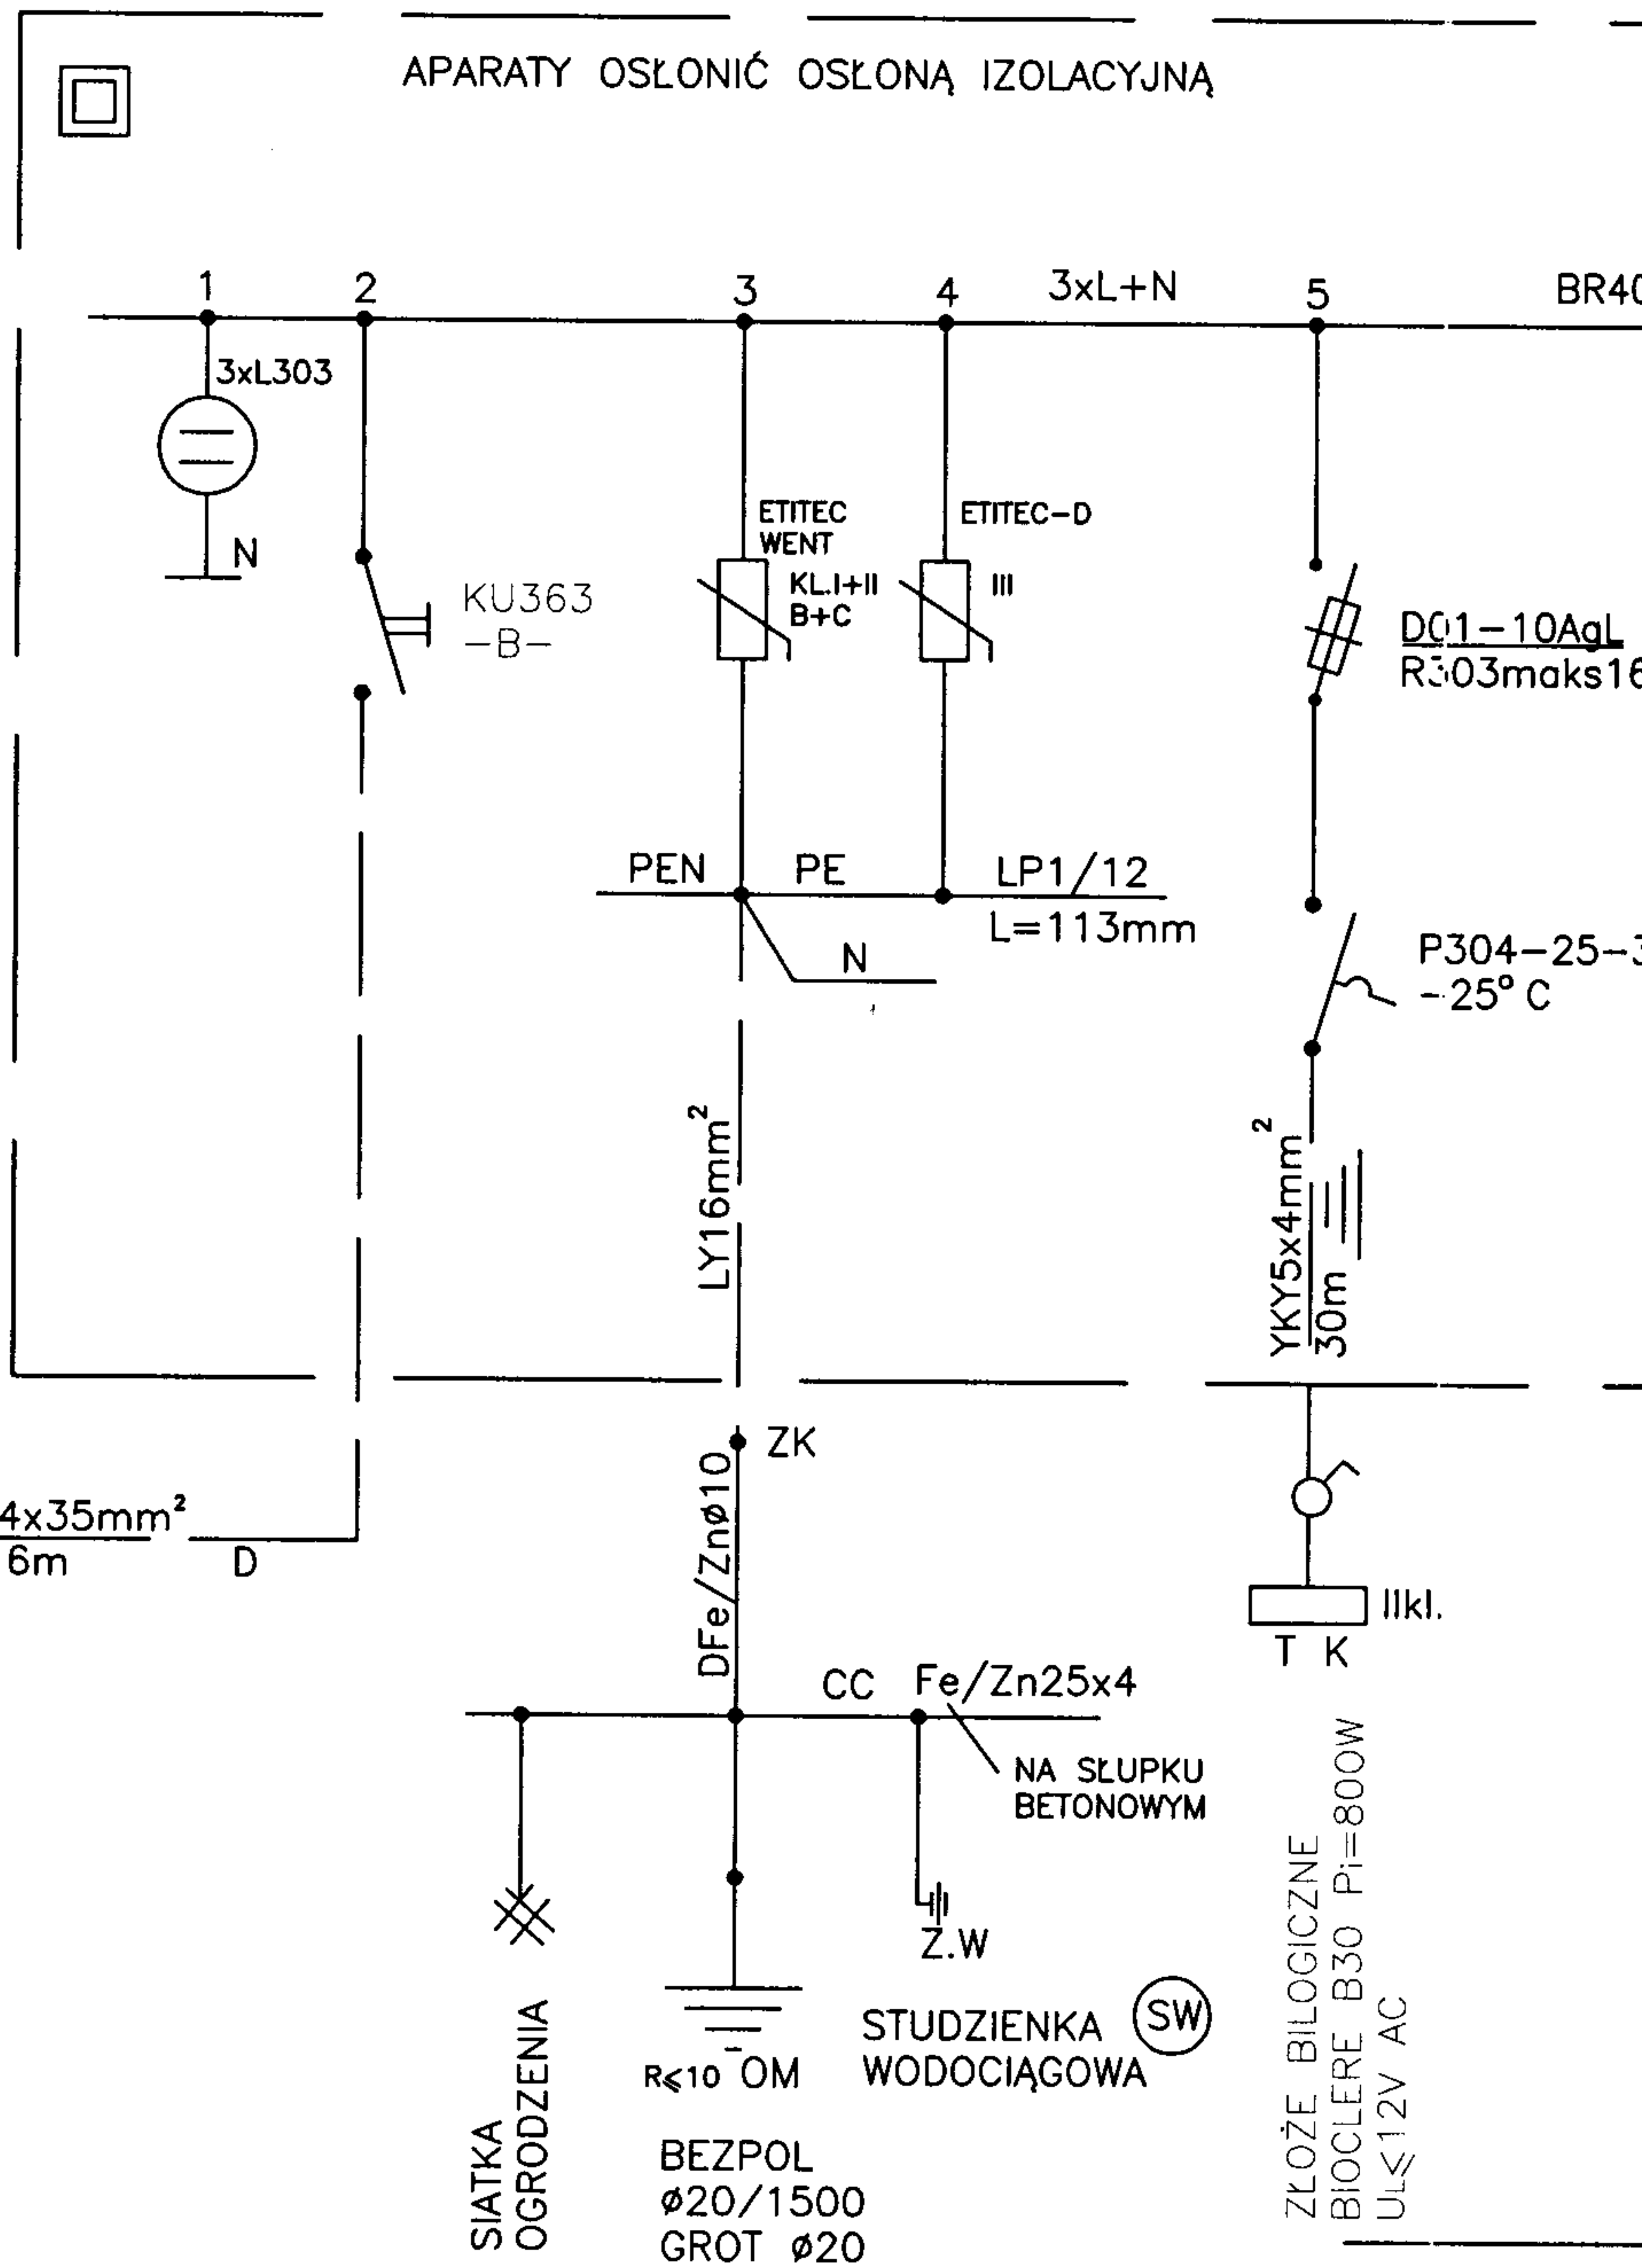 APARATY OSŁONIĆ OSŁONĄ IZOLACYJNĄ
1
2
3
4
3xL+N
5
BR40
3xL303
N
KU363
-B-
ETITEC
WENT
KL.I+II
B+C
ETITEC-D
III
D01-10AgL
R303maks16
PEN
PE
LP1/12
L=113mm
N
P304-25-3
-25°C
LY16mm²
YKY5x4mm²
30m
ZK
4x35mm²
6m
D
DFe/Znø10
IIkl.
T K
CC
Fe/Zn25x4
NA SŁUPKU
BETONOWYM
Z.W
SIATKA
OGRODZENIA
R≤10 OM
STUDZIENKA
WODOCIĄGOWA
SW
BEZPOL
ø20/1500
GROT ø20
ZŁOŻE BILOGICZNE
BIOCLERE B30 Pi=800W
UL≤12V AC